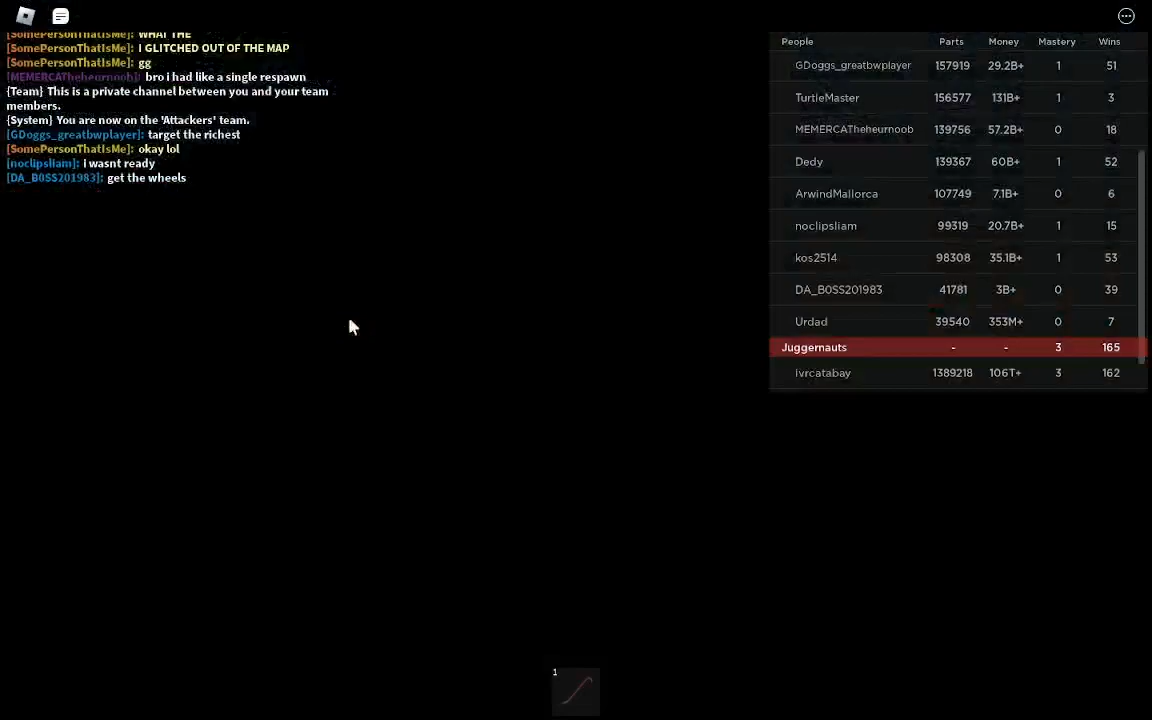 [SomePersonThatIsMe]: WHAT THE
[SomePersonThatIsMe]: I GLITCHED OUT OF THE MAP
[SomePersonThatIsMe]: gg
[MEMERCATheheurnoob]: bro i had like a single respawn
{Team} This is a private channel between you and your team
members.
{System} You are now on the 'Attackers' team.
[GDoggs_greatbwplayer]: target the richest
[SomePersonThatIsMe]: okay lol
[noclipsliam]: i wasnt ready
[DA_B0SS201983]: get the wheels
People Parts Money Mastery Wins
GDoggs_greatbwplayer 157919 29.2B+ 1 51
TurtleMaster 156577 131B+ 1 3
MEMERCATheheurnoob 139756 57.2B+ 0 18
Dedy 139367 60B+ 1 52
ArwindMallorca 107749 7.1B+ 0 6
noclipsliam 99319 20.7B+ 1 15
kos2514 98308 35.1B+ 1 53
DA_B0SS201983 41781 3B+ 0 39
Urdad 39540 353M+ 0 7
Juggernauts - - 3 165
ivrcatabay 1389218 106T+ 3 162
1